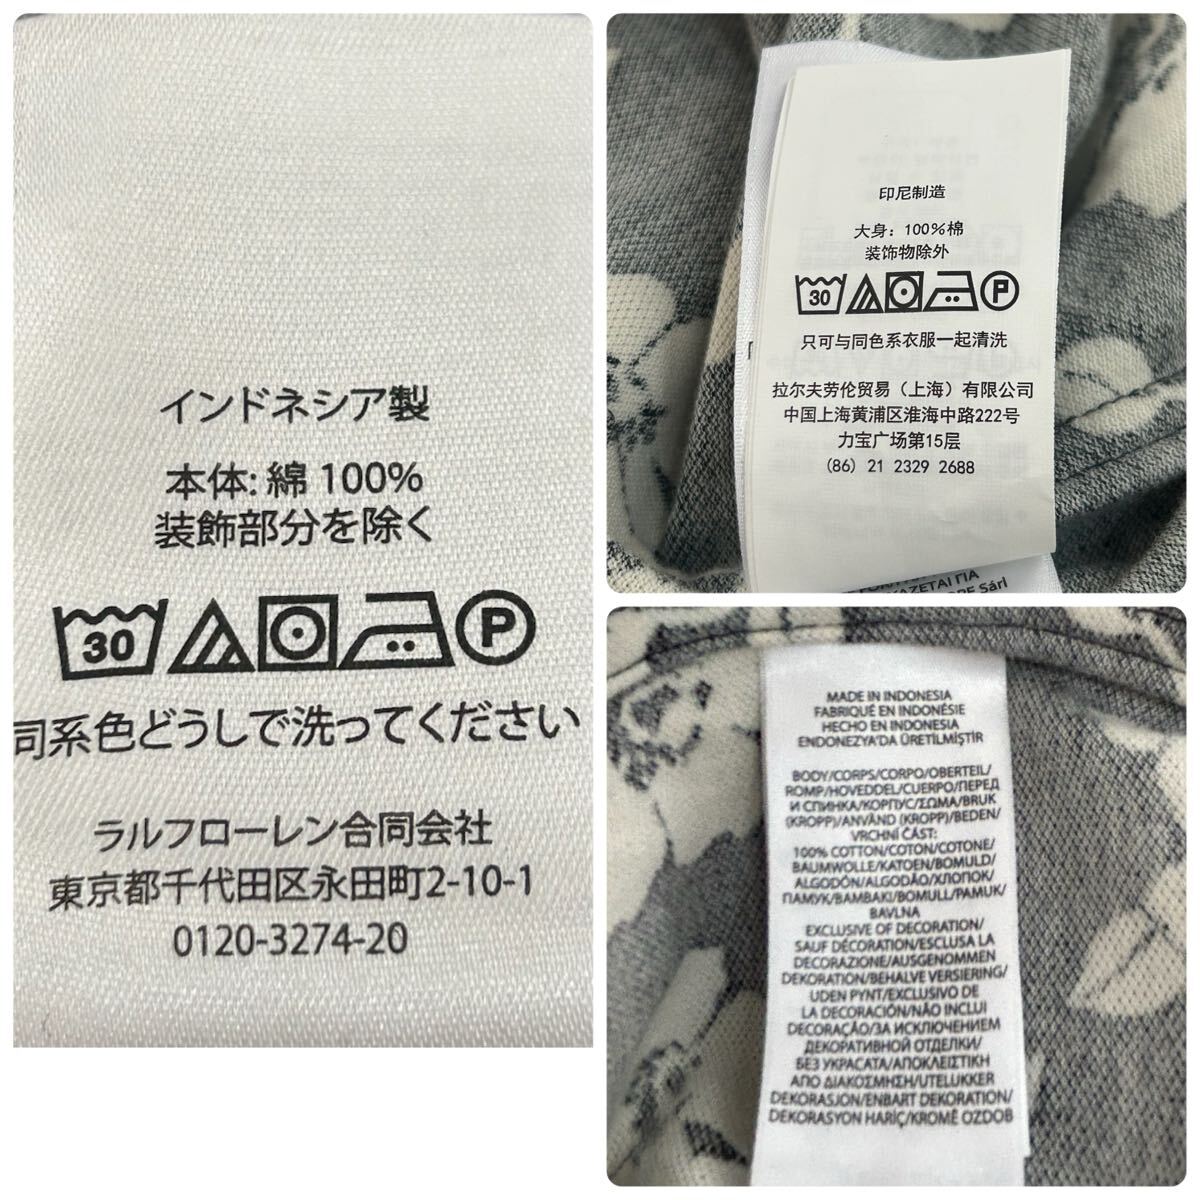 インドネシア製
本体: 綿 100%
装飾部分を除く
30 P
同系色どうしで洗ってください
ラルフローレン合同会社
東京都千代田区永田町2-10-1
0120-3274-20
印尼制造
大身: 100%棉
装饰物除外
30 P
只可与同色系衣服一起清洗
拉尔夫劳伦贸易（上海）有限公司
中国上海黄浦区淮海中路222号
力宝广场第15层
(86) 21 2329 2688
ΑΖΕΤΑΙ ΓΙΑ
PE Sárl
MADE IN INDONESIA
FABRIQUÉ EN INDONÉSIE
HECHO EN INDONESIA
ENDONEZYA'DA ÜRETİLMİŞTİR
BODY/CORPS/CORPO/OBERTEIL/
ROMP/HOVEDDEL/CUERPO/ПЕРЕД
И СПИНКА/КОРПУС/ΣΩΜΑ/BRUK
(KROPP)/ANVÄND (KROPP)/BEDEN/
VRCHNÍ ČÁST:
100% COTTON/COTON/COTONE/
BAUMWOLLE/KATOEN/BOMULD/
ALGODÓN/ALGODÃO/ХЛОПОК/
ПАМУК/ΒΑΜΒΑΚΙ/BOMULL/PAMUK/
BAVLNA
EXCLUSIVE OF DECORATION/
SAUF DÉCORATION/ESCLUSA LA
DECORAZIONE/AUSGENOMMEN
DEKORATION/BEHALVE VERSIERING/
UDEN PYNT/EXCLUSIVO DE
LA DECORACIÓN/NÃO INCLUI
DECORAÇÃO/ЗА ИСКЛЮЧЕНИЕМ
ДЕКОРАТИВНОЙ ОТДЕЛКИ/
БЕЗ УКРАСАТА/ΑΠΟΚΛΕΙΣΤΙΚΗ
ΑΠΟ ΔΙΑΚΟΣΜΗΣΗ/UTELUKKER
DEKORASJON/ENBART DEKORATION/
DEKORASYON HARİÇ/KROMĚ OZDOB